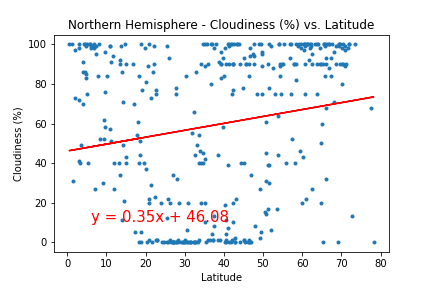 Northern Hemisphere - Cloudiness (%) vs. Latitude
100
80
60
40
20
0
Cloudiness (%)
y = 0.35x + 46.08
0 10 20 30 40 50 60 70 80
Latitude